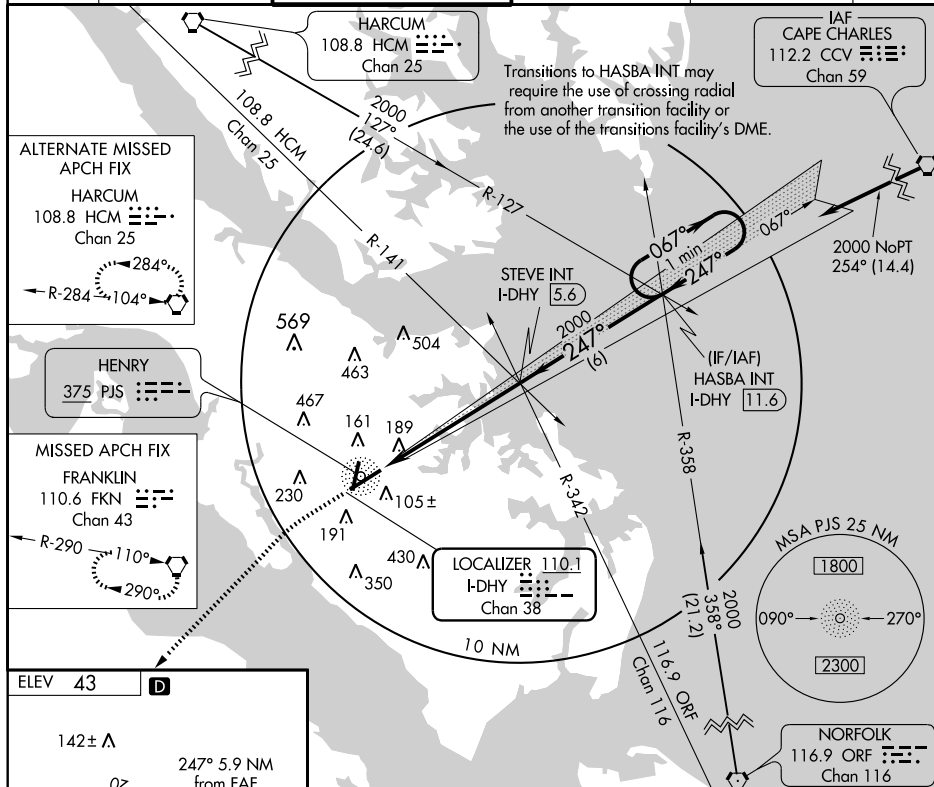 HARCUM
108.8 HCM
Chan 25
IAF
CAPE CHARLES
112.2 CCV
Chan 59
Transitions to HASBA INT may
require the use of crossing radial
from another transition facility or
the use of the transitions facility's DME.
2000
127°
(24.6)
108.8 HCM
Chan 25
ALTERNATE MISSED
APCH FIX
HARCUM
108.8 HCM
Chan 25
284°
R-284
104°
R-127
R-141
067°
1 min
247°
067°
2000 NoPT
254° (14.4)
STEVE INT
I-DHY 5.6
2000
247°
(6)
(IF/IAF)
HASBA INT
I-DHY 11.6
569
504
463
HENRY
375 PJS
467
161
189
R-358
MISSED APCH FIX
FRANKLIN
110.6 FKN
Chan 43
R-290
110°
290°
230
105±
191
R-342
430
350
LOCALIZER 110.1
I-DHY
Chan 38
MSA PJS 25 NM
1800
090°
270°
2300
2000
358°
(21.2)
10 NM
116.9 ORF
Chan 116
ELEV 43
D
142±
247° 5.9 NM
from FAF
NORFOLK
116.9 ORF
Chan 116